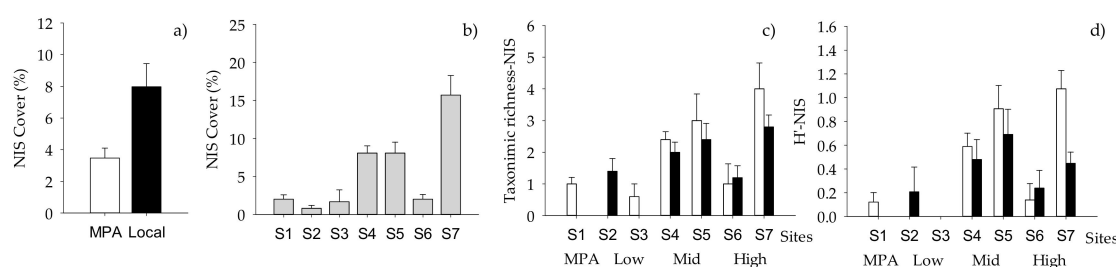 a)
NIS Cover (%)
12
10
8
6
4
2
0
MPA Local
b)
NIS Cover (%)
25
20
15
10
5
0
S1 S2 S3 S4 S5 S6 S7
c)
Taxonimic richness-NIS
6
5
4
3
2
1
0
S1 S2 S3 S4 S5 S6 S7 Sites
MPA Low Mid High
d)
H'-NIS
1.6
1.4
1.2
1.0
0.8
0.6
0.4
0.2
0.0
S1 S2 S3 S4 S5 S6 S7 Sites
MPA Low Mid High